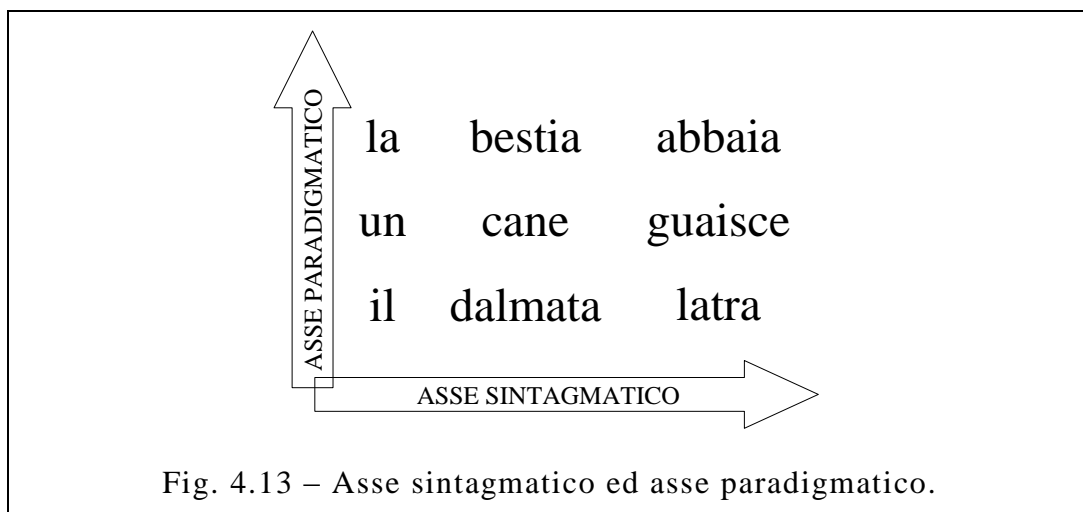 ASSE PARADIGMATICO
la bestia abbaia
un cane guaisce
il dalmata latra
ASSE SINTAGMATICO
Fig. 4.13 – Asse sintagmatico ed asse paradigmatico.